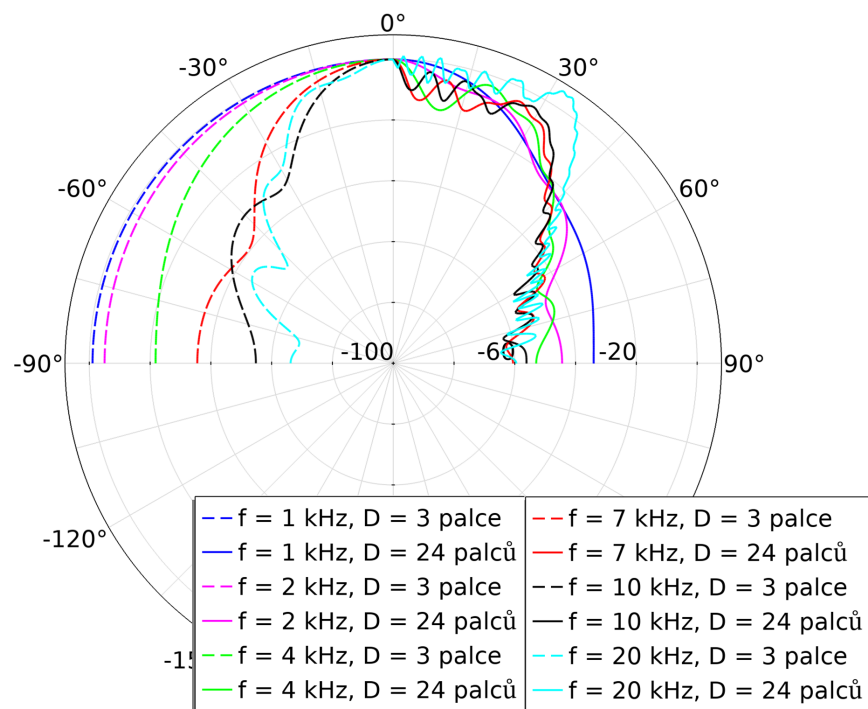 0°
-30° 30°
-60° 60°
-90° -100 -60 -20 90°
-120°
-15
f = 1 kHz, D = 3 palce
f = 1 kHz, D = 24 palců
f = 2 kHz, D = 3 palce
f = 2 kHz, D = 24 palců
f = 4 kHz, D = 3 palce
f = 4 kHz, D = 24 palců
f = 7 kHz, D = 3 palce
f = 7 kHz, D = 24 palců
f = 10 kHz, D = 3 palce
f = 10 kHz, D = 24 palců
f = 20 kHz, D = 3 palce
f = 20 kHz, D = 24 palců